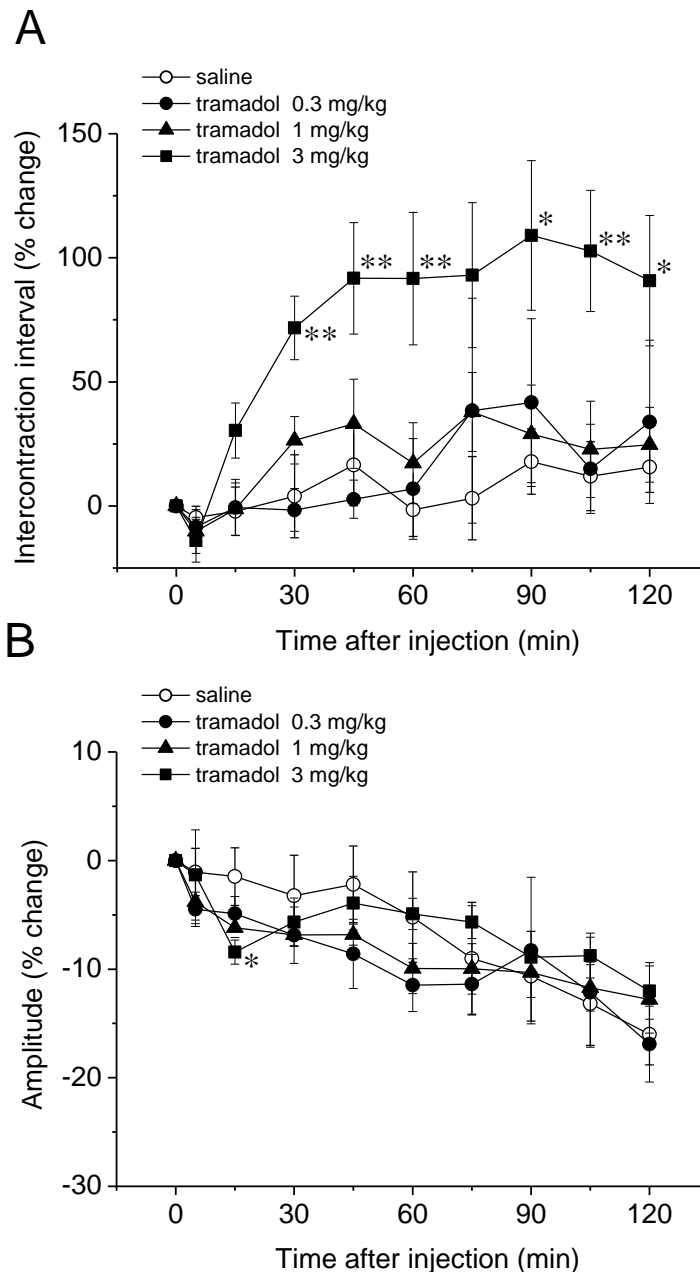 A
saline
tramadol 0.3 mg/kg
tramadol 1 mg/kg
tramadol 3 mg/kg
Intercontraction interval (% change)
150
100
50
0
**
**
**
*
**
*
0 30 60 90 120
Time after injection (min)
B
saline
tramadol 0.3 mg/kg
tramadol 1 mg/kg
tramadol 3 mg/kg
Amplitude (% change)
10
0
-10
-20
-30
*
0 30 60 90 120
Time after injection (min)